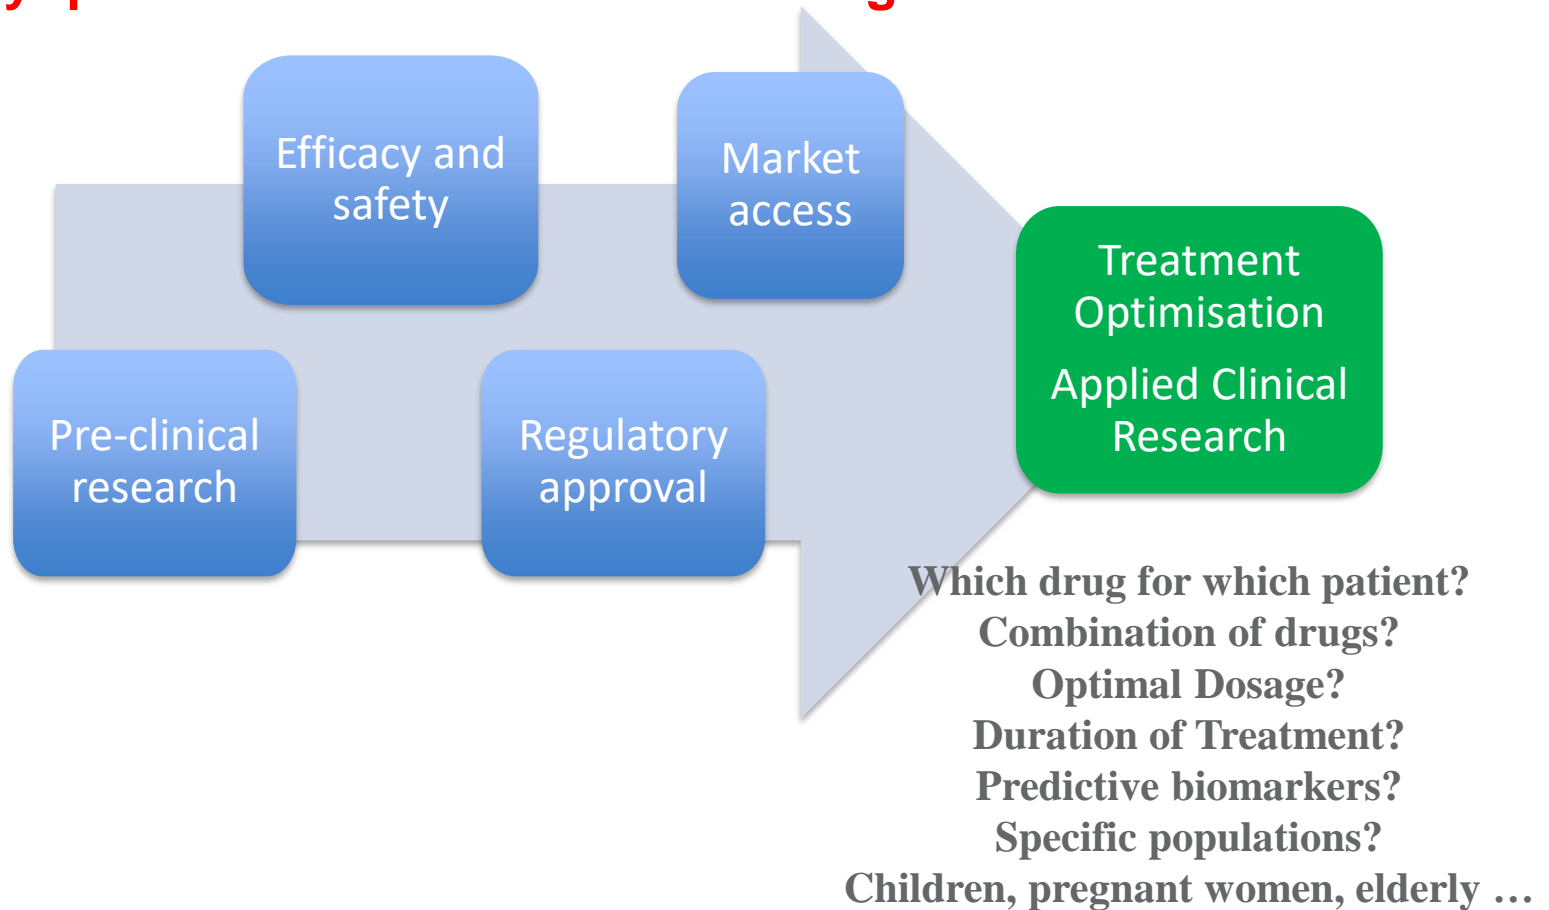 Efficacy and
safety
Market
access
Treatment
Optimisation
Applied Clinical
Research
Pre-clinical
research
Regulatory
approval
Which drug for which patient?
Combination of drugs?
Optimal Dosage?
Duration of Treatment?
Predictive biomarkers?
Specific populations?
Children, pregnant women, elderly …